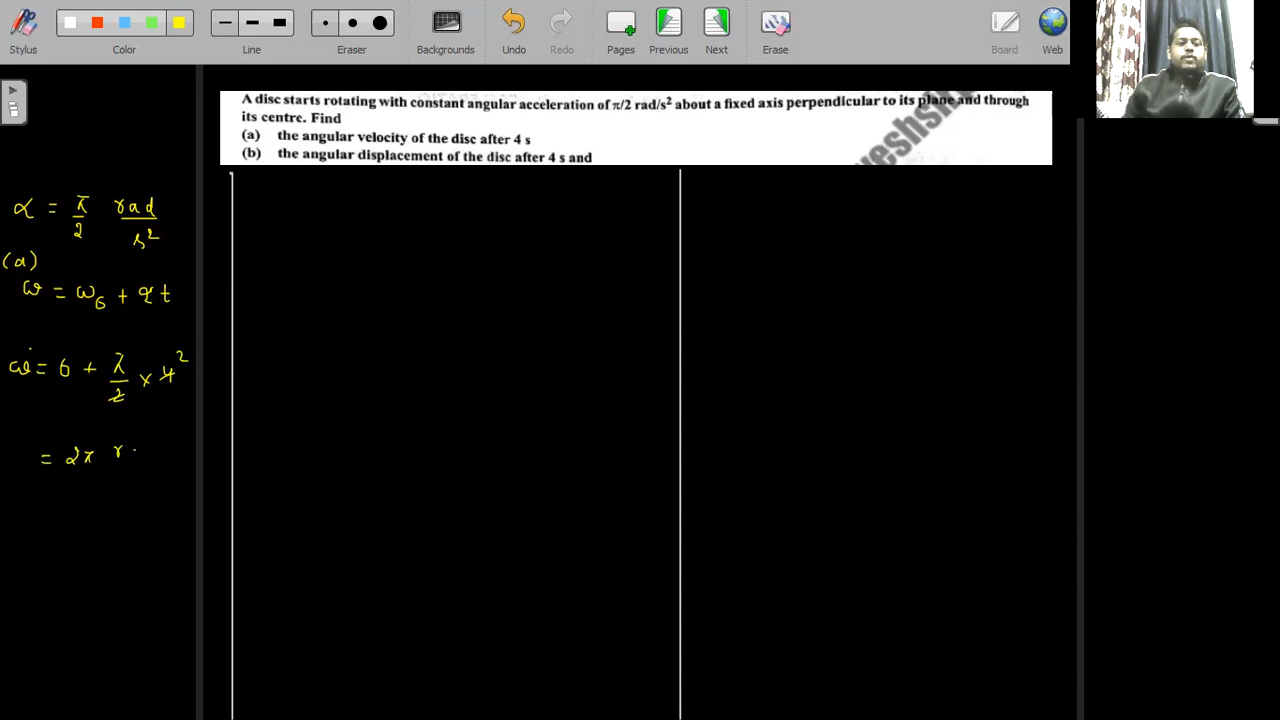 Stylus
Color
Line
Eraser
Backgrounds
Undo
Redo
Pages
Previous
Next
Erase
Board
Web
A disc starts rotating with constant angular acceleration of π/2 rad/s² about a fixed axis perpendicular to its plane and through
its centre. Find
(a) the angular velocity of the disc after 4 s
(b) the angular displacement of the disc after 4 s and
α = π/2 rad/s²
(a)
ω = ω₀ + αt
ω = 0 + π/2 × 4 2
= 2π r